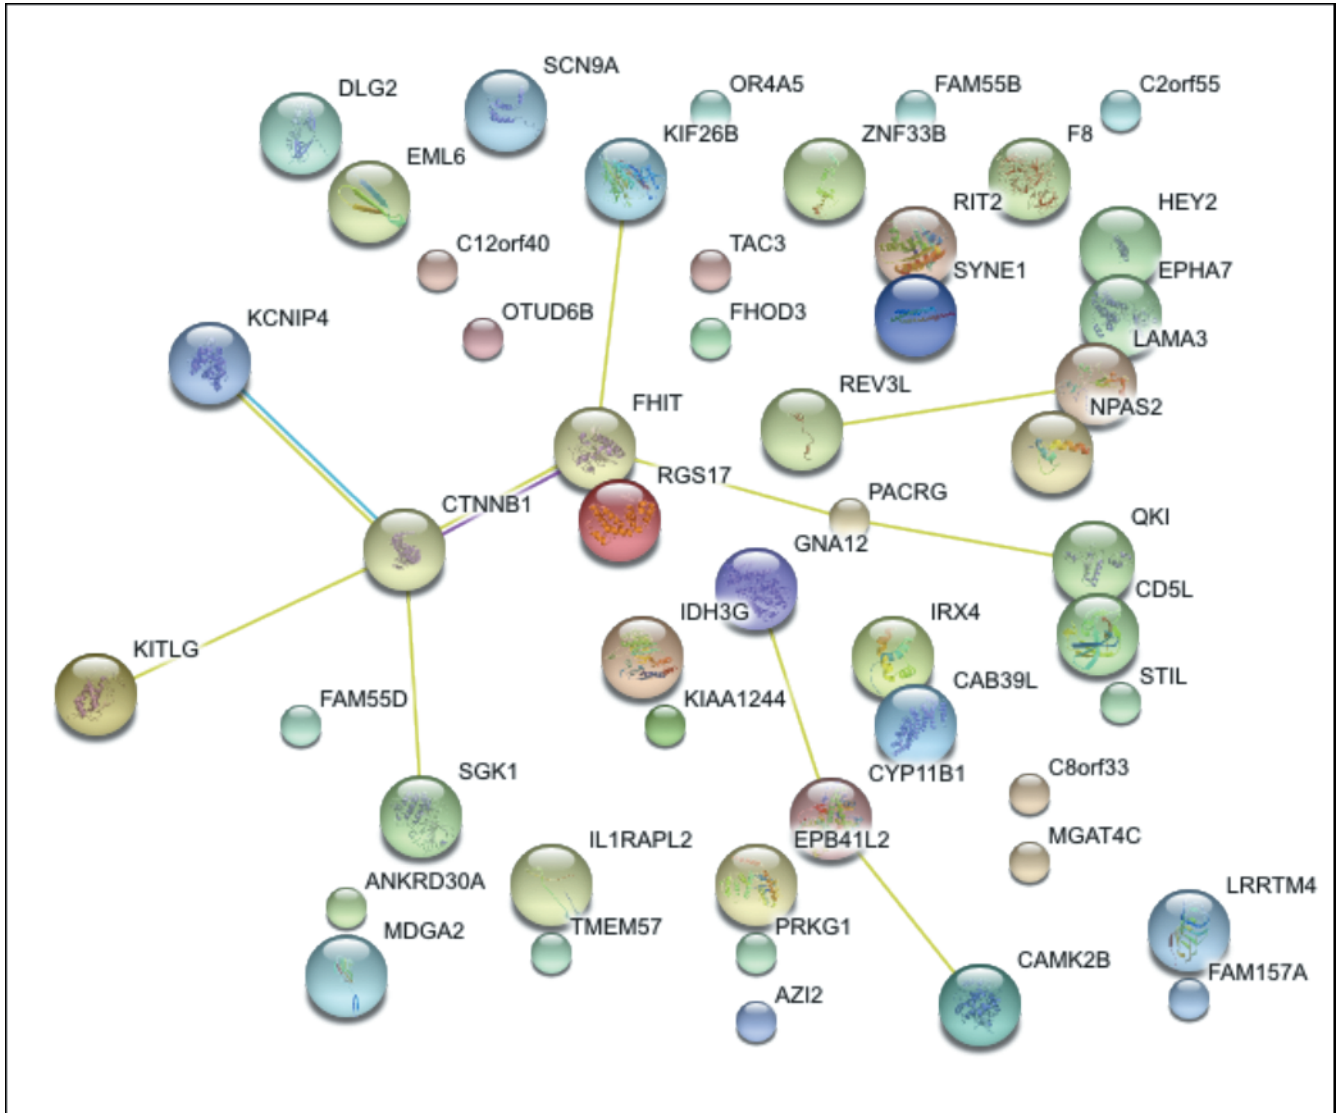 SCN9A
OR4A5
FAM55B
C2orf55
DLG2
KIF26B
ZNF33B
F8
EML6
RIT2
HEY2
C12orf40
TAC3
SYNE1
EPHA7
KCNIP4
OTUD6B
FHOD3
LAMA3
REV3L
FHIT
NPAS2
RGS17
PACRG
CTNNB1
QKI
GNA12
CD5L
IDH3G
IRX4
KITLG
STIL
CAB39L
FAM55D
KIAA1244
C8orf33
SGK1
CYP11B1
MGAT4C
IL1RAPL2
EPB41L2
ANKRD30A
LRRTM4
MDGA2
TMEM57
PRKG1
CAMK2B
FAM157A
AZI2